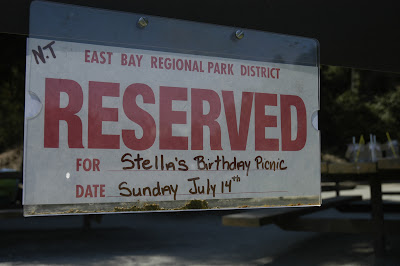 N.T
EAST BAY REGIONAL PARK DISTRICT
RESERVED
FOR Stella's Birthday Picnic
DATE Sunday July 14th